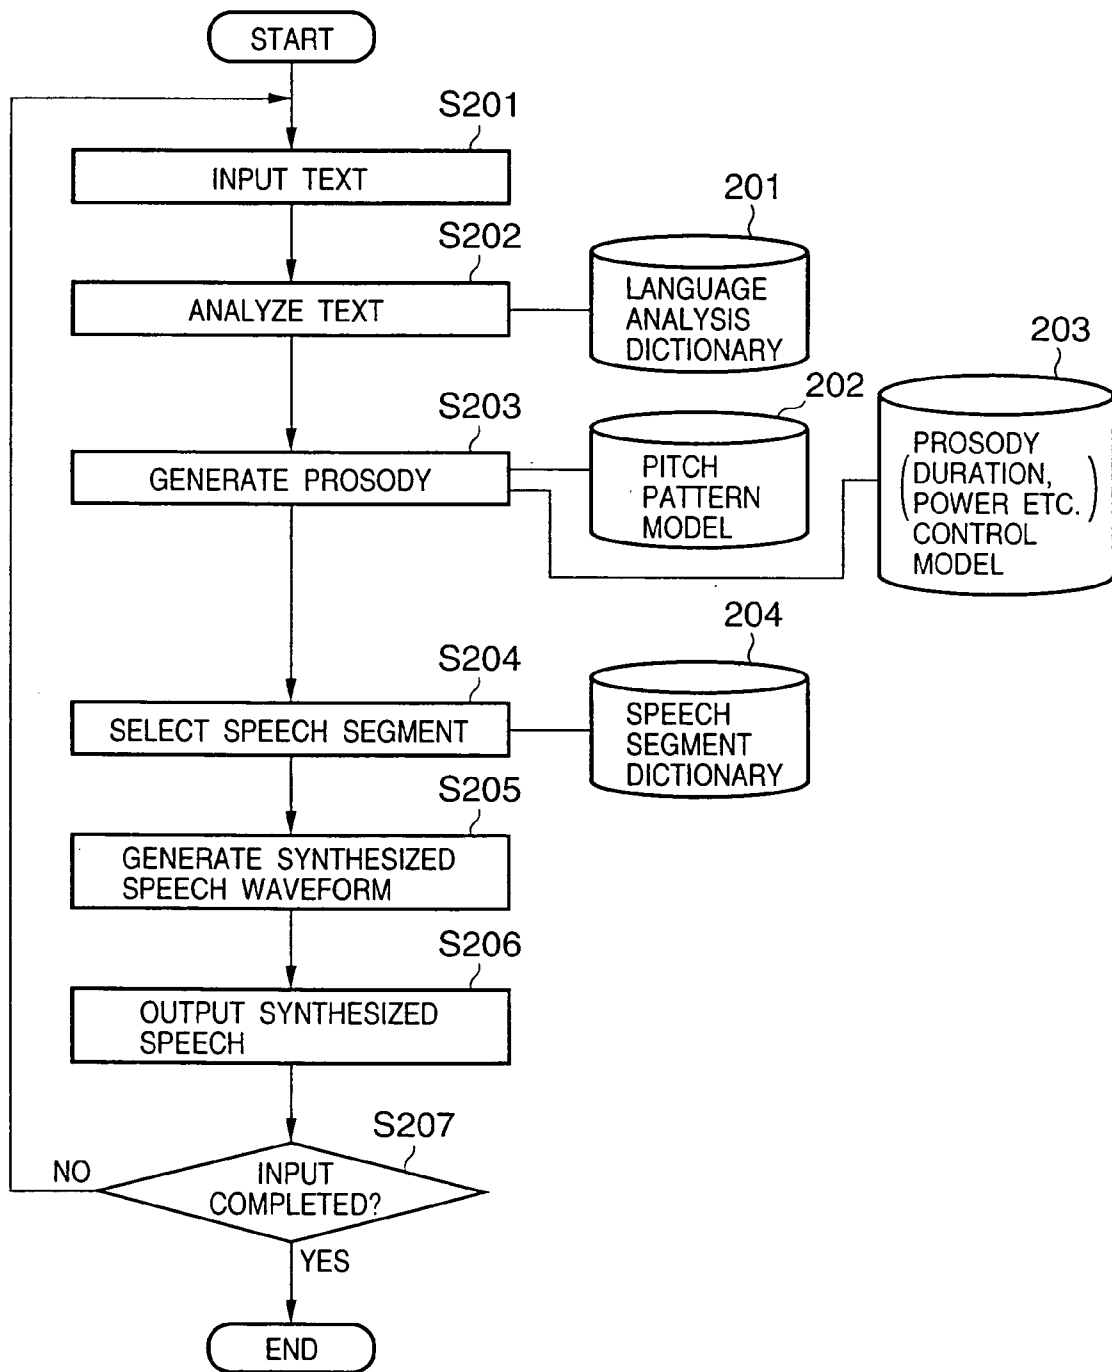 START
S201
INPUT TEXT
201
S202
ANALYZE TEXT
LANGUAGE
ANALYSIS
DICTIONARY
203
202
S203
GENERATE PROSODY
PITCH
PATTERN
MODEL
PROSODY
(DURATION,
POWER ETC.)
CONTROL
MODEL
204
S204
SELECT SPEECH SEGMENT
SPEECH
SEGMENT
DICTIONARY
S205
GENERATE SYNTHESIZED
SPEECH WAVEFORM
S206
OUTPUT SYNTHESIZED
SPEECH
S207
NO
INPUT
COMPLETED?
YES
END